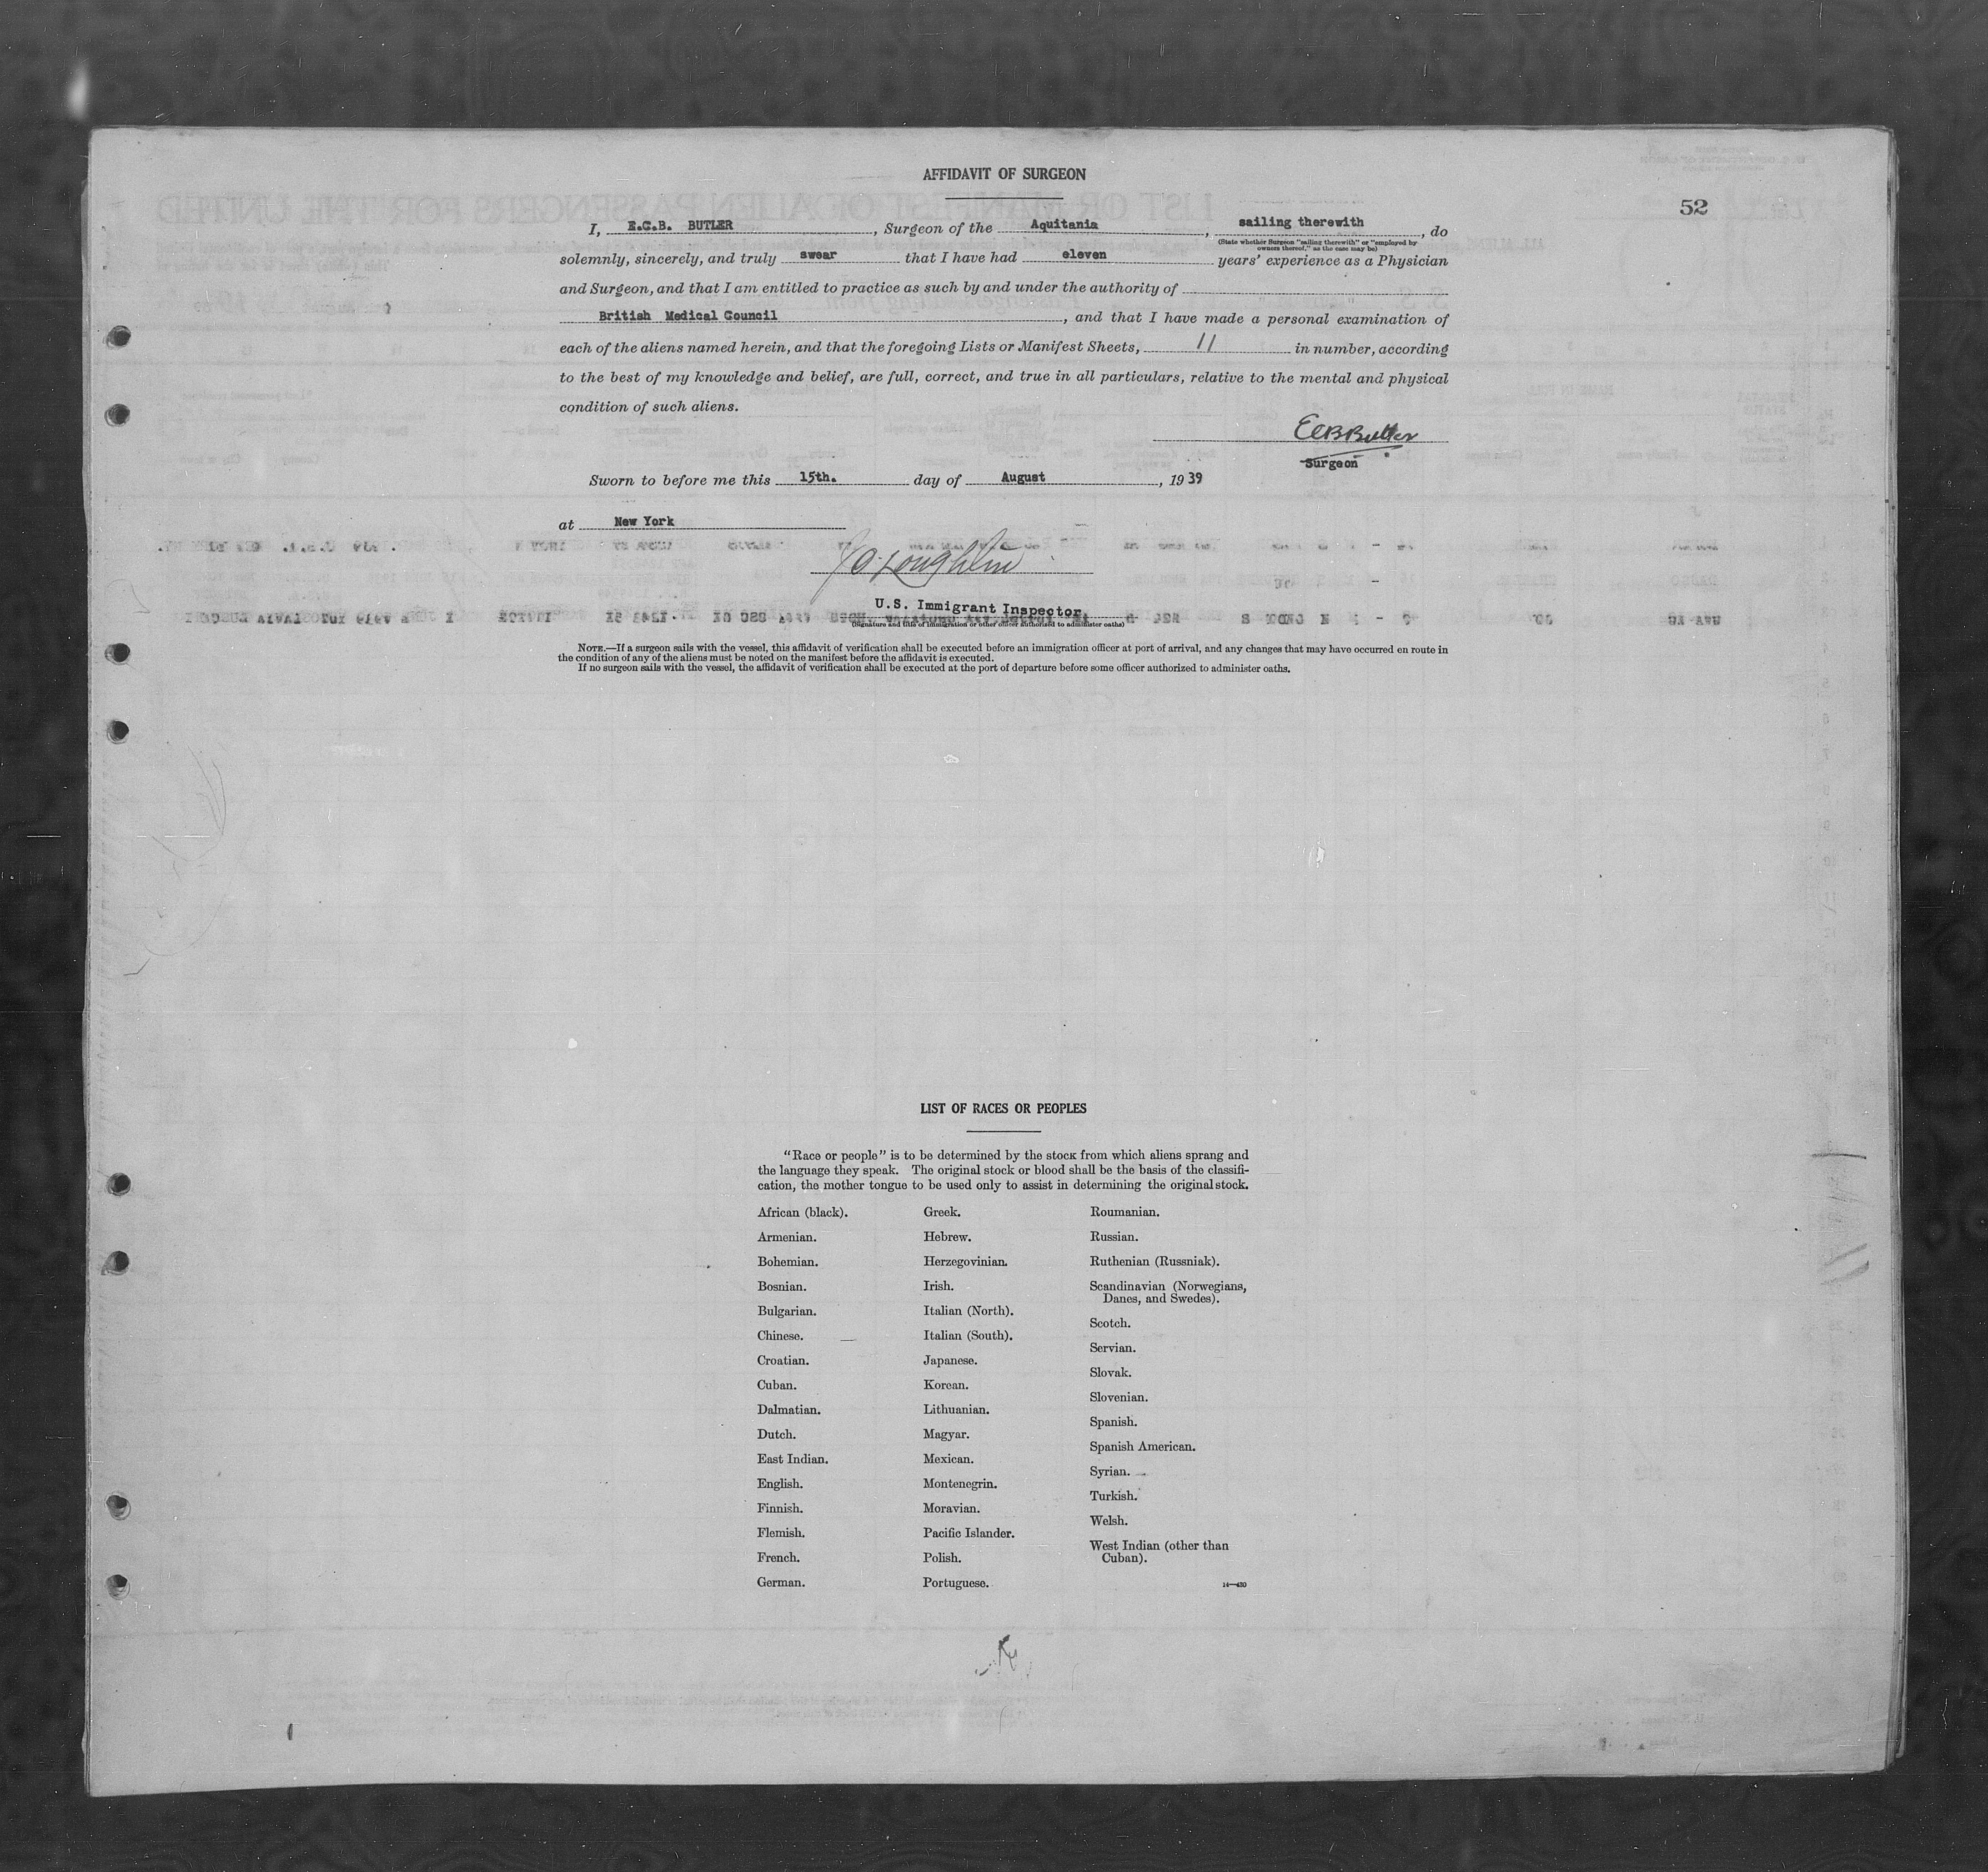 AFFIDAVIT OF SURGEON
52
I, E.C.B. BUTLER, Surgeon of the Aquitania, sailing therewith, do
(State whether Surgeon "sailing therewith" or "employed by
owners thereof," as the case may be)
solemnly, sincerely, and truly swear that I have had eleven years' experience as a Physician
and Surgeon, and that I am entitled to practice as such by and under the authority of
British Medical Council, and that I have made a personal examination of
each of the aliens named herein, and that the foregoing Lists or Manifest Sheets, 11 in number, according
to the best of my knowledge and belief, are full, correct, and true in all particulars, relative to the mental and physical
condition of such aliens.
ECB Butler
Surgeon
Sworn to before me this 15th. day of August, 1939
at New York
U.S. Immigrant Inspector
(Signature and title of immigration or other officer authorized to administer oaths)
NOTE.—If a surgeon sails with the vessel, this affidavit of verification shall be executed before an immigration officer at port of arrival, and any changes that may have occurred en route in
the condition of any of the aliens must be noted on the manifest before the affidavit is executed.
If no surgeon sails with the vessel, the affidavit of verification shall be executed at the port of departure before some officer authorized to administer oaths.
LIST OF RACES OR PEOPLES
"Race or people" is to be determined by the stock from which aliens sprang and
the language they speak. The original stock or blood shall be the basis of the classifi-
cation, the mother tongue to be used only to assist in determining the original stock.
African (black).
Armenian.
Bohemian.
Bosnian.
Bulgarian.
Chinese.
Croatian.
Cuban.
Dalmatian.
Dutch.
East Indian.
English.
Finnish.
Flemish.
French.
German.
Greek.
Hebrew.
Herzegovinian.
Irish.
Italian (North).
Italian (South).
Japanese.
Korean.
Lithuanian.
Magyar.
Mexican.
Montenegrin.
Moravian.
Pacific Islander.
Polish.
Portuguese.
Roumanian.
Russian.
Ruthenian (Russniak).
Scandinavian (Norwegians,
Danes, and Swedes).
Scotch.
Servian.
Slovak.
Slovenian.
Spanish.
Spanish American.
Syrian.
Turkish.
Welsh.
West Indian (other than
Cuban).
14—430